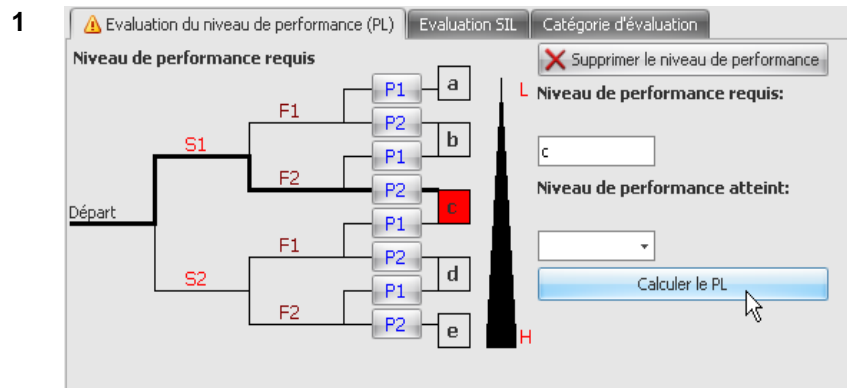 1
Evaluation du niveau de performance (PL) Evaluation SIL Catégorie d'évaluation
Niveau de performance requis
Supprimer le niveau de performance
P1 a L
Niveau de performance requis:
F1
P2
S1 b
P1
c
F2
P2
Niveau de performance atteint:
c
Départ
P1
F1
P2
S2 d
Calculer le PL
P1
F2
P2 e H